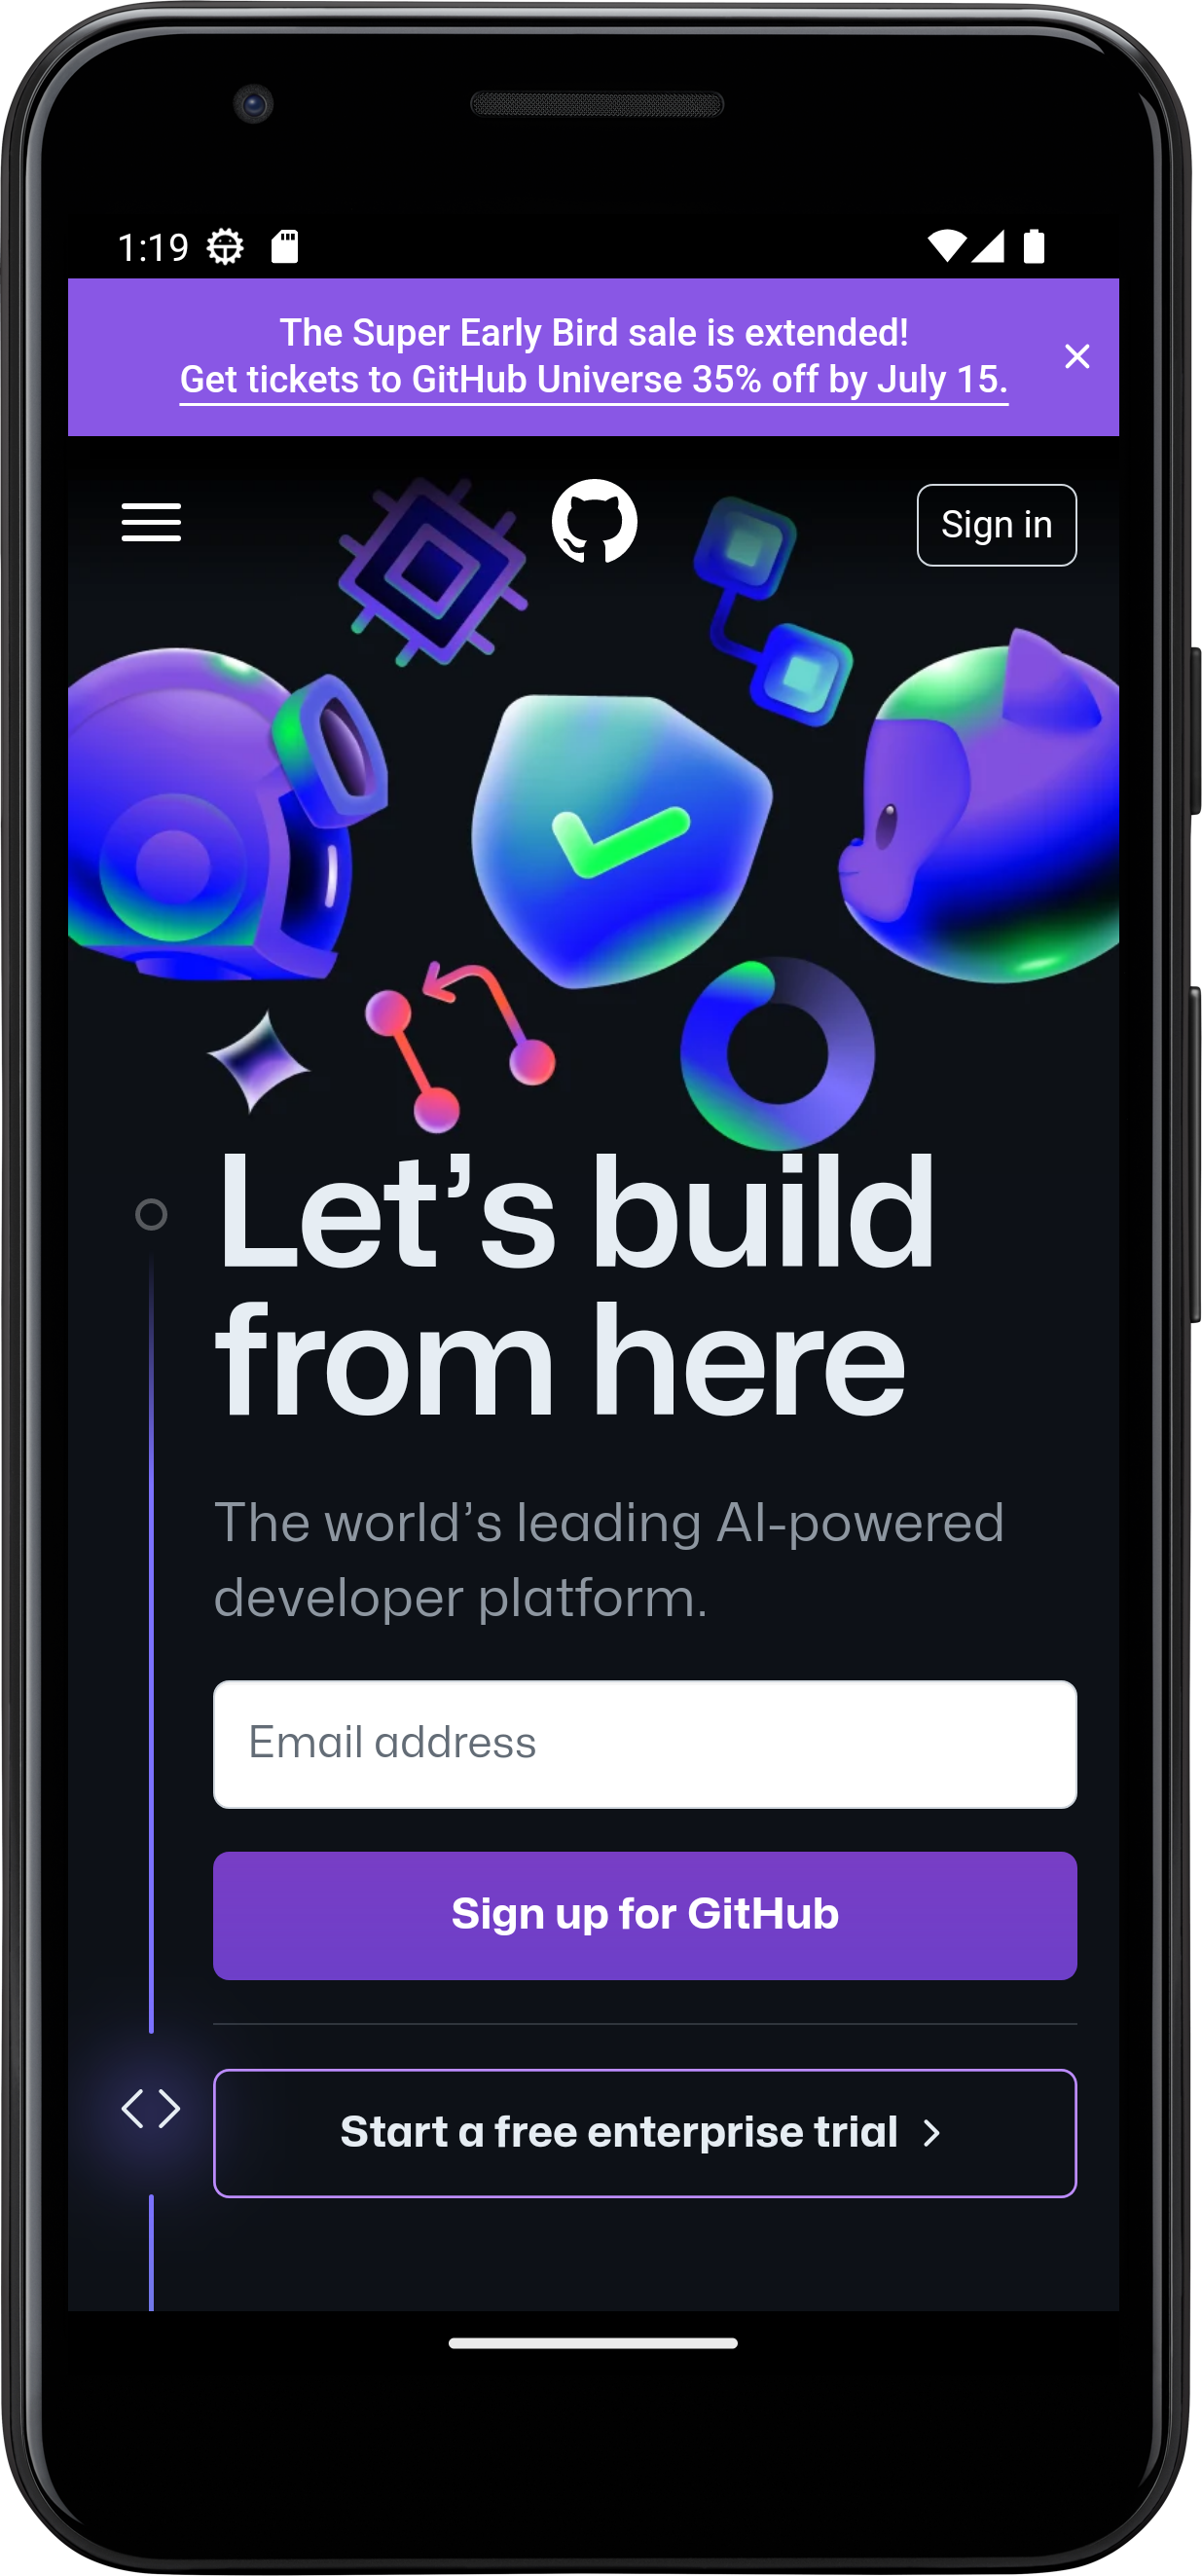 1:19
The Super Early Bird sale is extended!
Get tickets to GitHub Universe 35% off by July 15.
Sign in
Let’s build
from here
The world’s leading AI-powered
developer platform.
Email address
Sign up for GitHub
Start a free enterprise trial